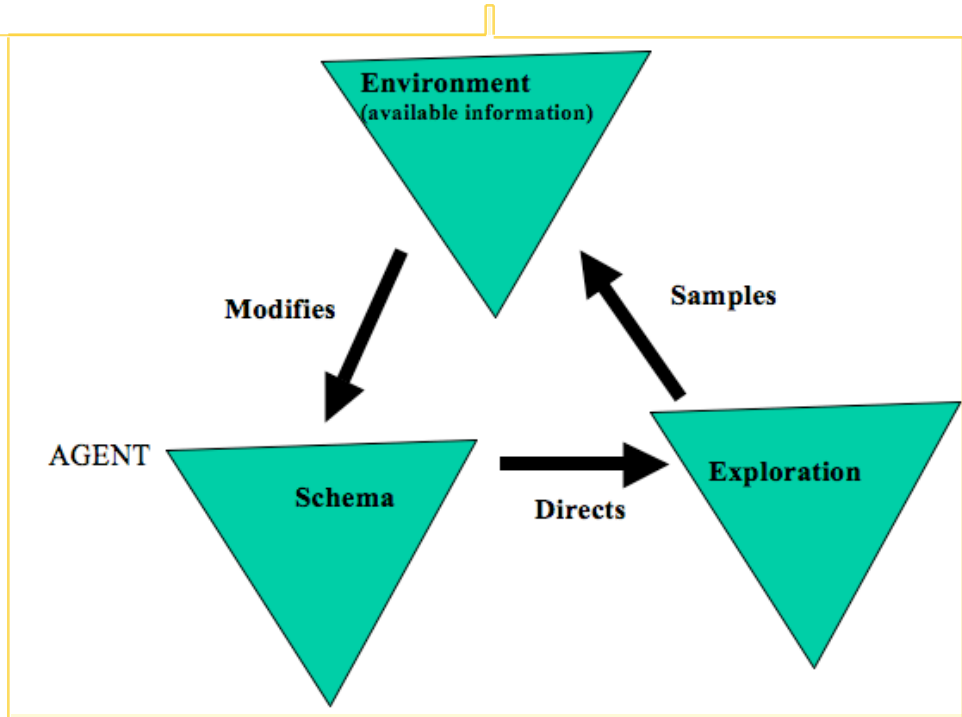 Environment
(available information)
Modifies
Samples
AGENT
Schema
Directs
Exploration